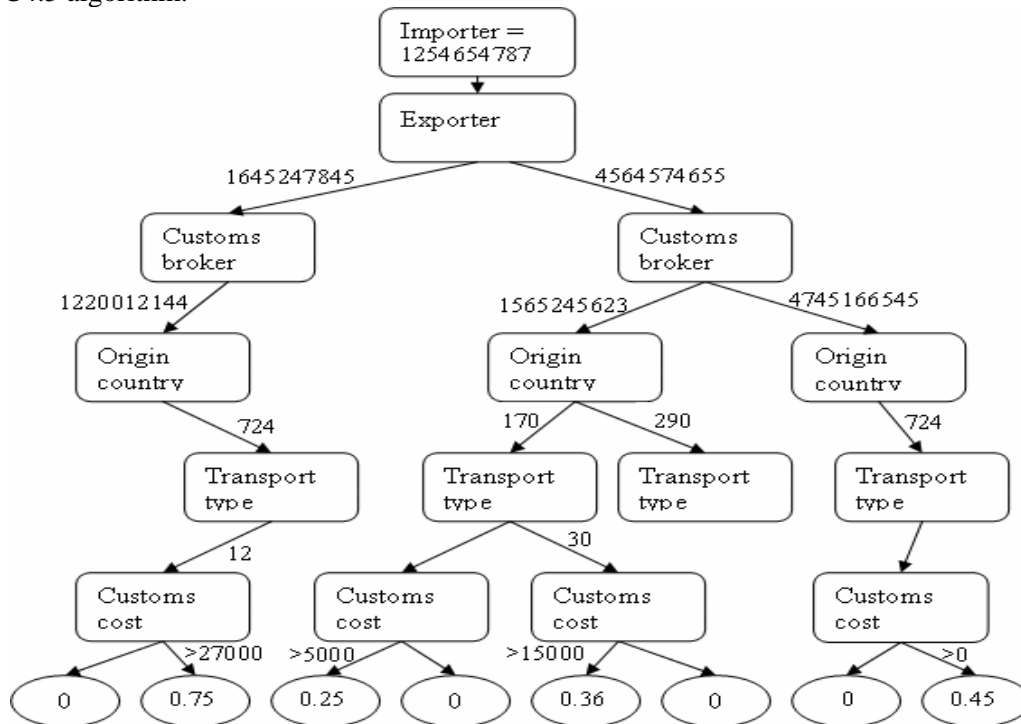 C4.5 algorithm.
Importer =
1254654787
Exporter
1645247845
4564574655
Customs
broker
Customs
broker
1220012144
1565245623
4745166545
Origin
country
Origin
country
Origin
country
724
170
290
724
Transport
type
Transport
type
Transport
type
Transport
type
12
30
Customs
cost
Customs
cost
Customs
cost
Customs
cost
>27000
>5000
>15000
>0
0
0.75
0.25
0
0.36
0
0
0.45